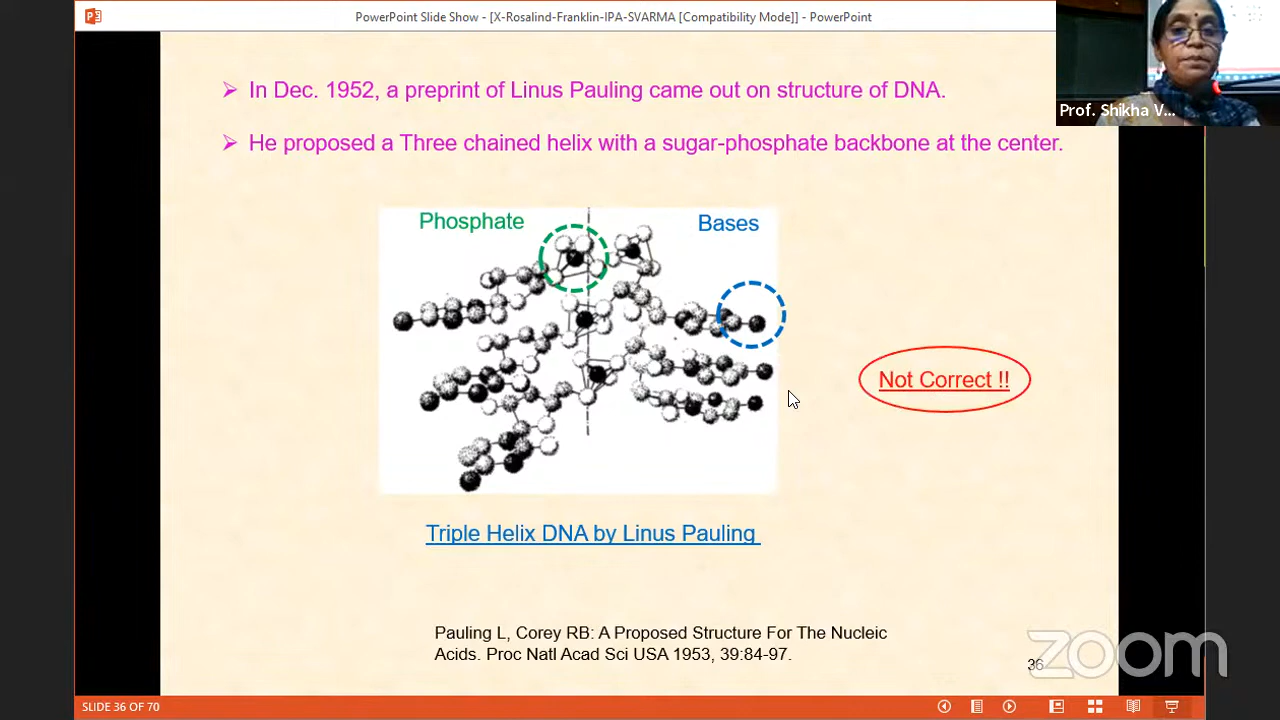 PowerPoint Slide Show - [X-Rosalind-Franklin-IPA-SVARMA [Compatibility Mode]] - PowerPoint
Prof. Shikha V...
➢ In Dec. 1952, a preprint of Linus Pauling came out on structure of DNA.
➢ He proposed a Three chained helix with a sugar-phosphate backbone at the center.
Phosphate
Bases
Not Correct !!
Triple Helix DNA by Linus Pauling
Pauling L, Corey RB: A Proposed Structure For The Nucleic
Acids. Proc Natl Acad Sci USA 1953, 39:84-97.
36
zoom
SLIDE 36 OF 70